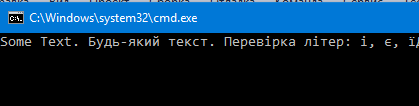 C:\Windows\system32\cmd.exe
Some Text. Будь-який текст. Перевірка літер: і, є, ї